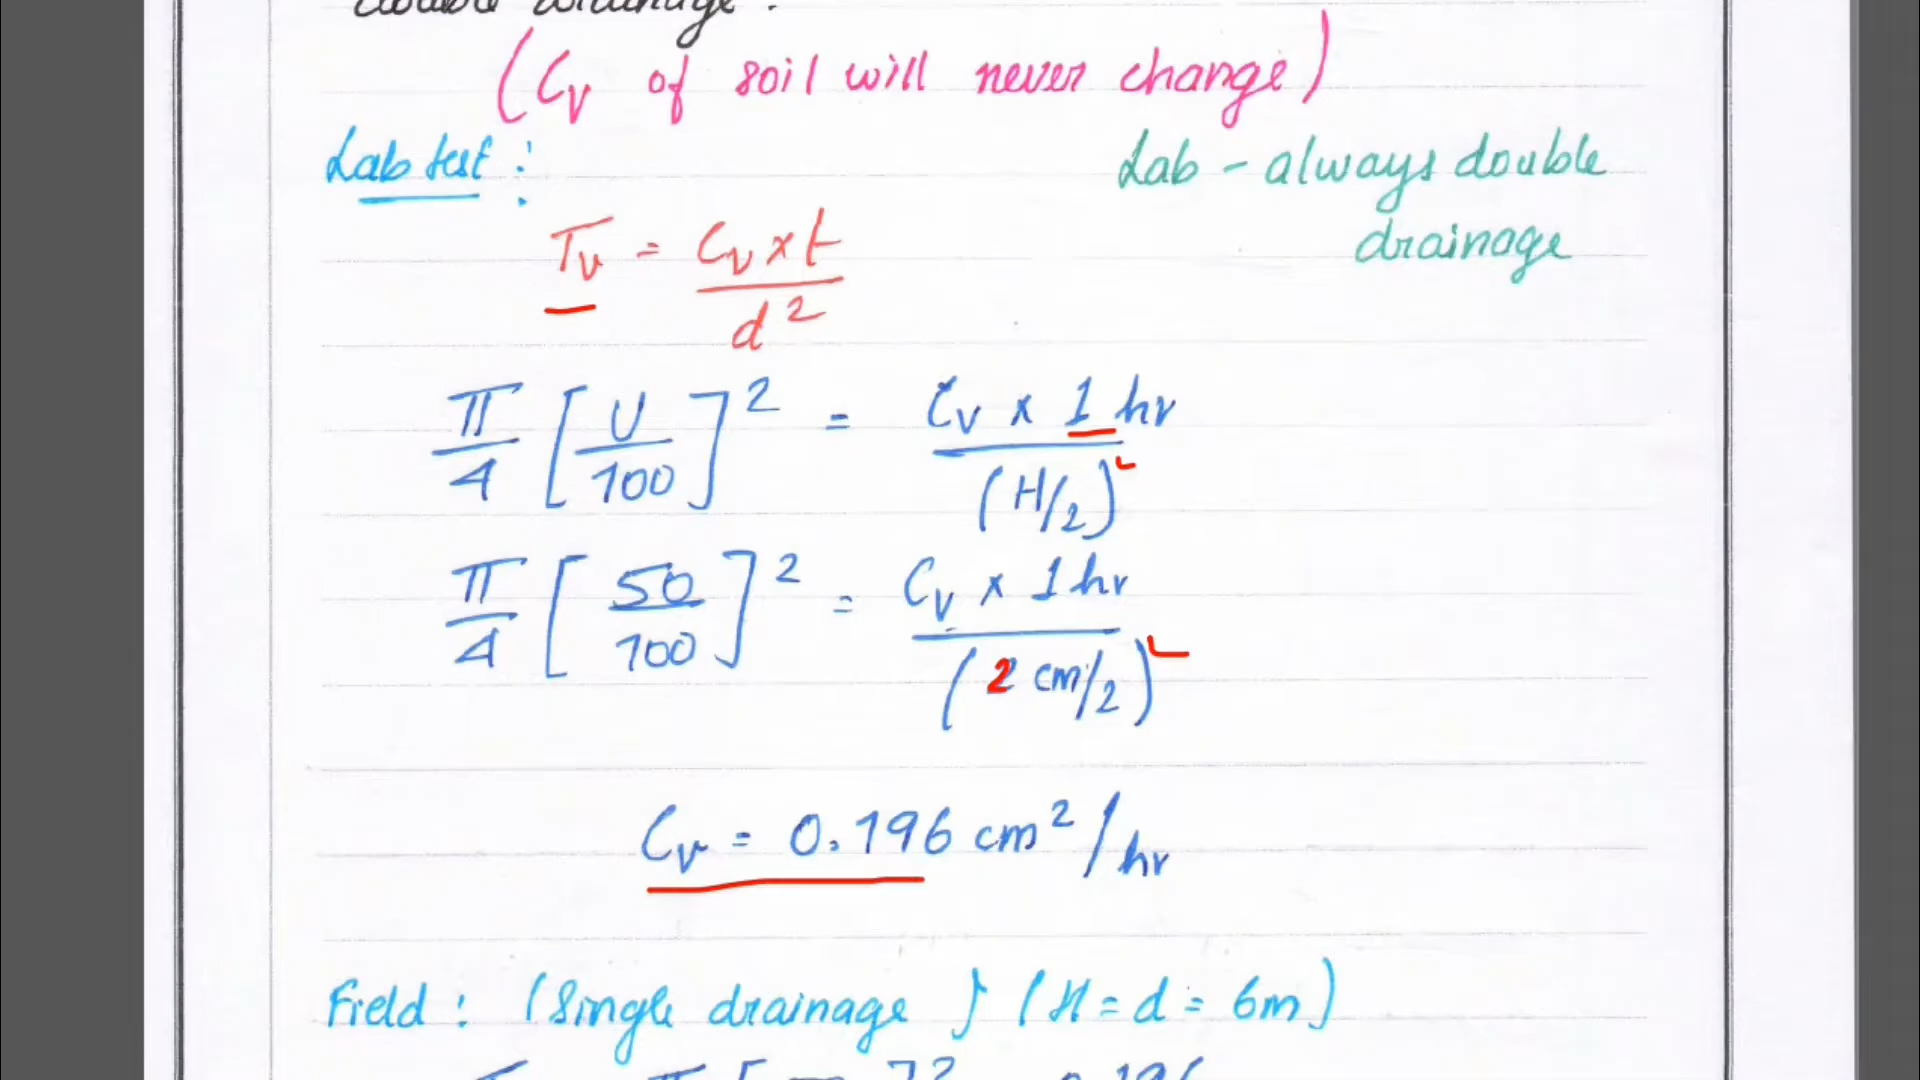 double drainage.
(Cv of soil will never change)
Lab test :
Lab - always double
drainage
Tv = Cv x t / d²
π/4 [U/100]² = Cv x 1 hr / (H/2)²
π/4 [50/100]² = Cv x 1 hr / (2 cm/2)²
Cv = 0.196 cm²/hr
Field : (Single drainage) (H = d = 6m)